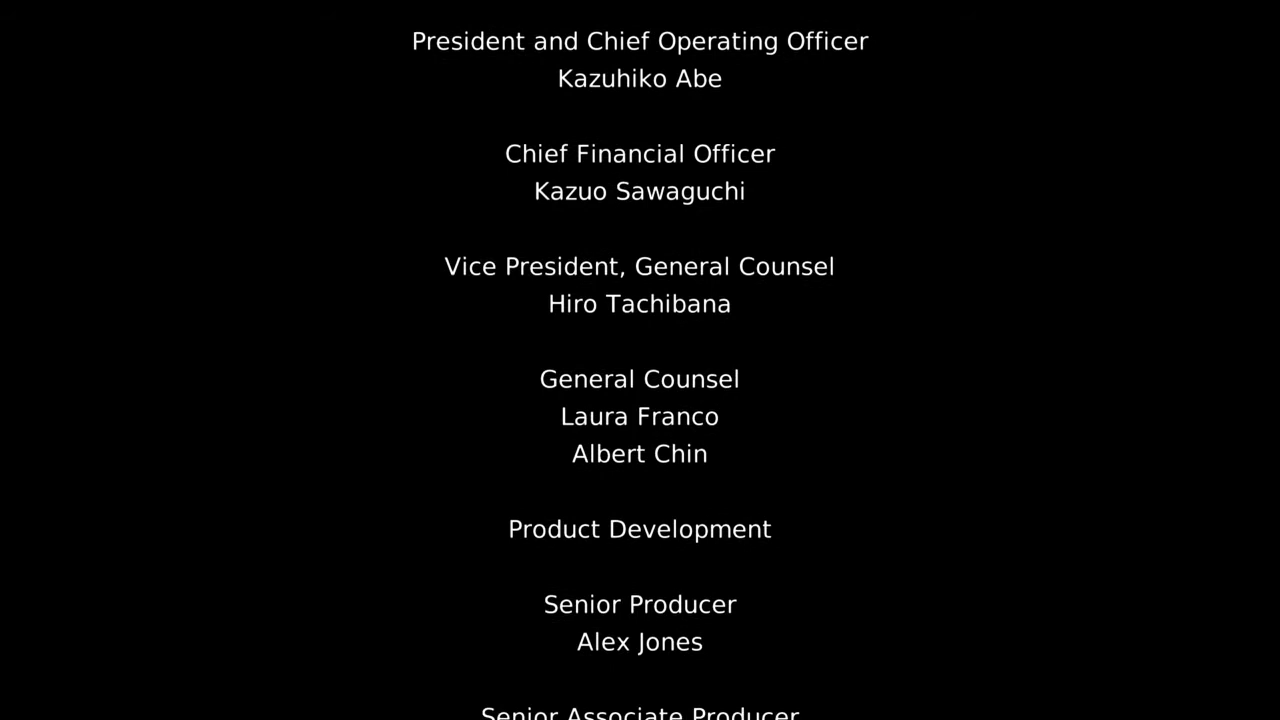 President and Chief Operating Officer
Kazuhiko Abe
Chief Financial Officer
Kazuo Sawaguchi
Vice President, General Counsel
Hiro Tachibana
General Counsel
Laura Franco
Albert Chin
Product Development
Senior Producer
Alex Jones
Senior Associate Producer